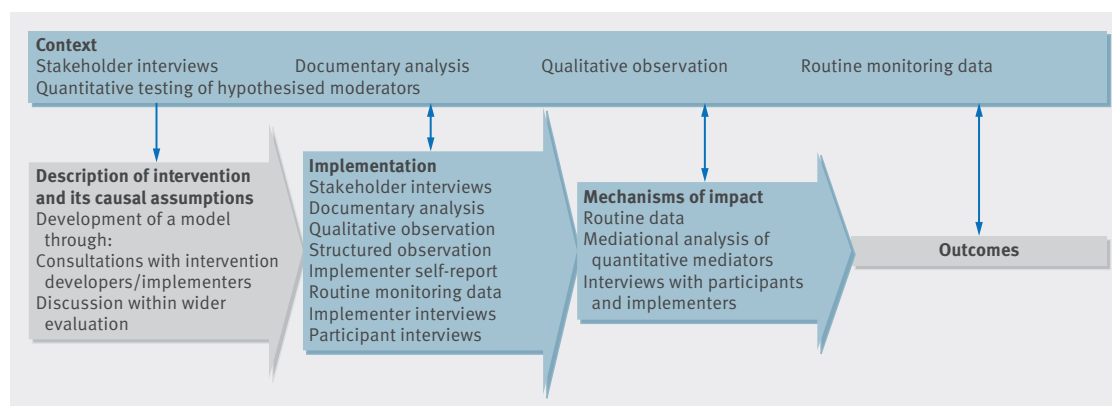 Context
Stakeholder interviews Documentary analysis Qualitative observation Routine monitoring data
Quantitative testing of hypothesised moderators
Description of intervention
and its causal assumptions
Development of a model
through:
Consultations with intervention
developers/implementers
Discussion within wider
evaluation
Implementation
Stakeholder interviews
Documentary analysis
Qualitative observation
Structured observation
Implementer self-report
Routine monitoring data
Implementer interviews
Participant interviews
Mechanisms of impact
Routine data
Mediational analysis of
quantitative mediators
Interviews with participants
and implementers
Outcomes